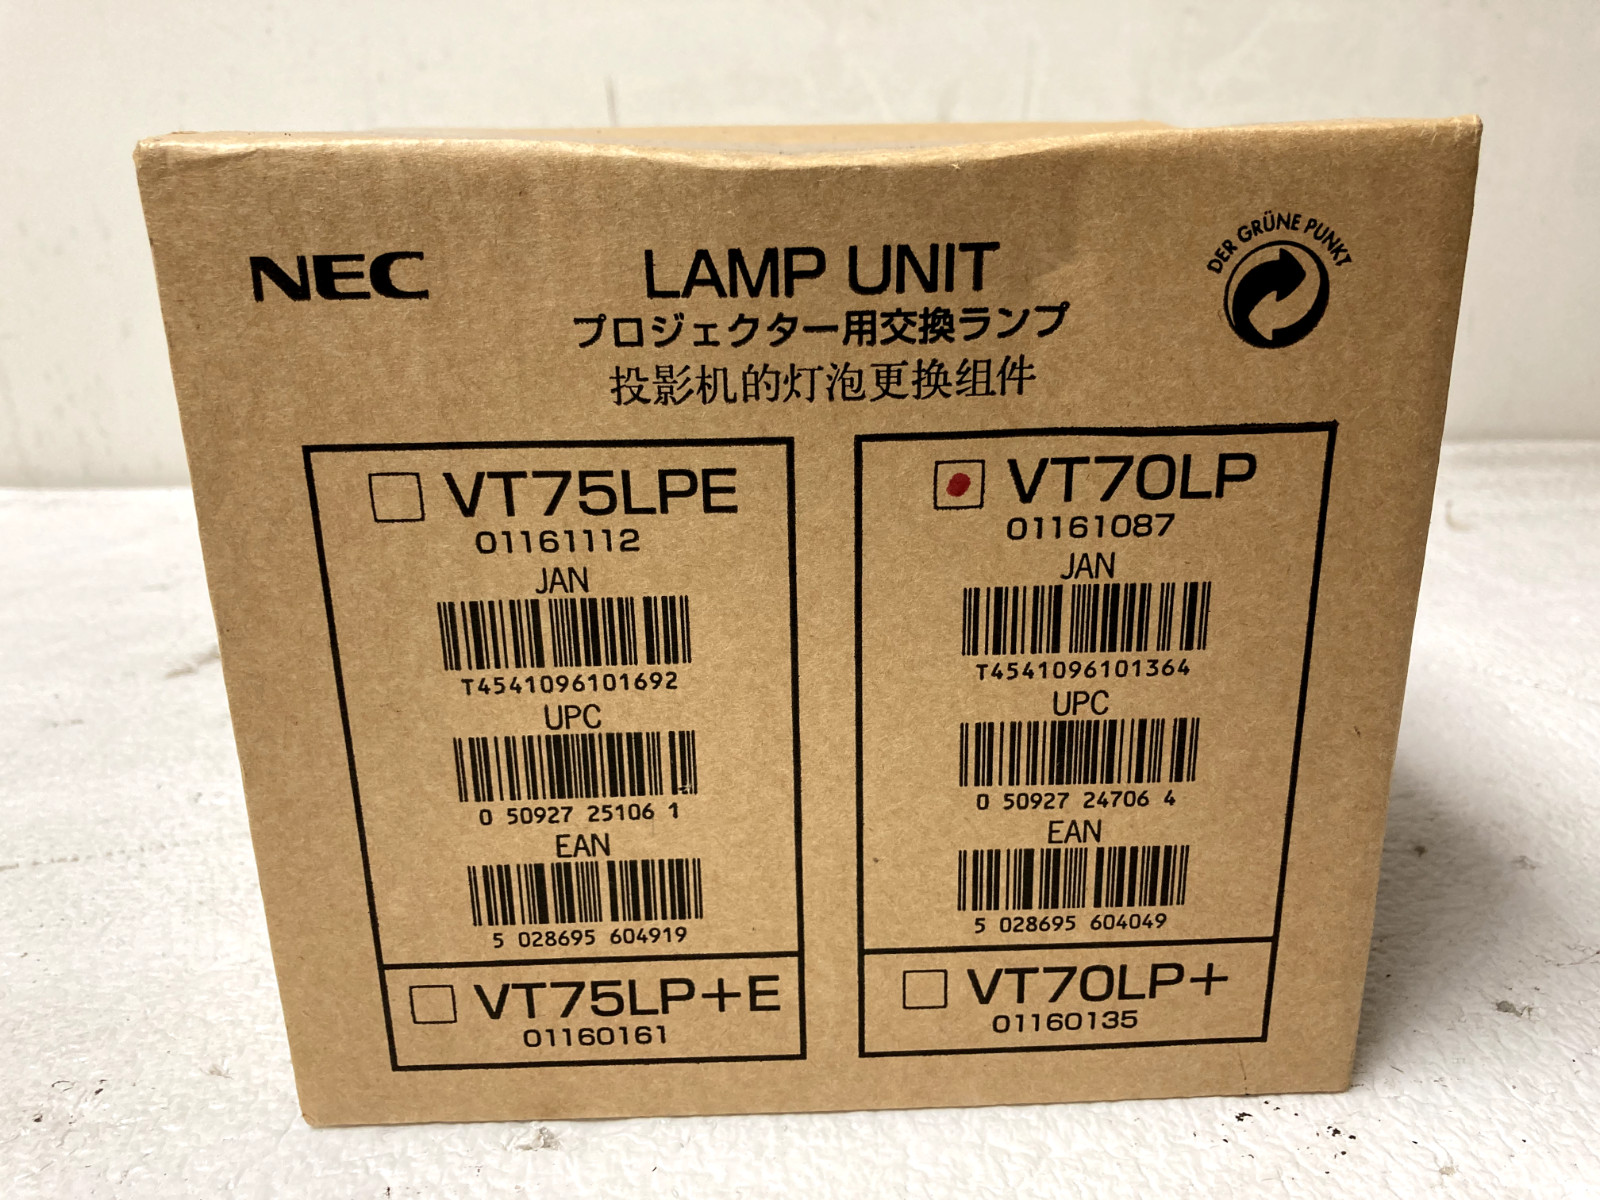 NEC
LAMP UNIT
プロジェクター用交換ランプ
投影机的灯泡更换组件
DER GRÜNE PUNKT
VT75LPE
01161112
JAN
T4541096101692
UPC
0 50927 25106 1
EAN
5 028695 604919
VT75LP+E
01160161
VT70LP
01161087
JAN
T4541096101364
UPC
0 50927 24706 4
EAN
5 028695 604049
VT70LP+
01160135